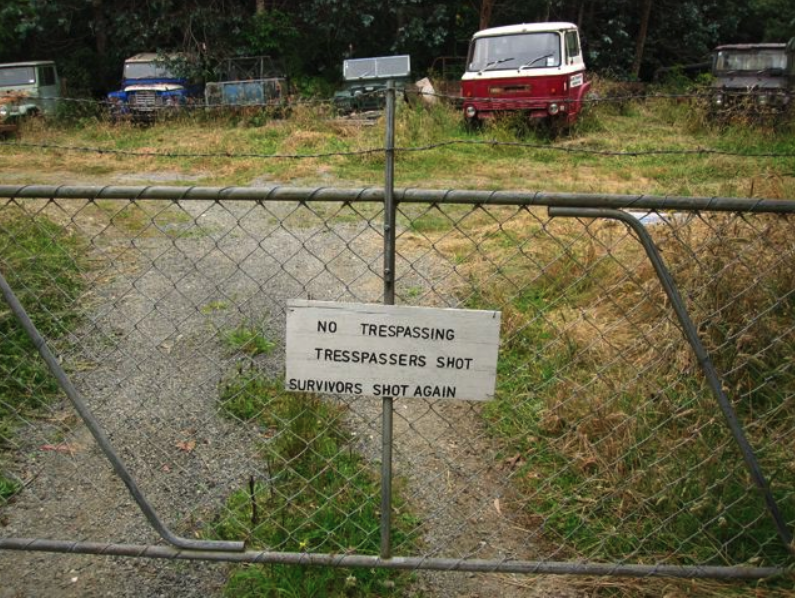 NO TRESPASSING
TRESSPASSERS SHOT
SURVIVORS SHOT AGAIN